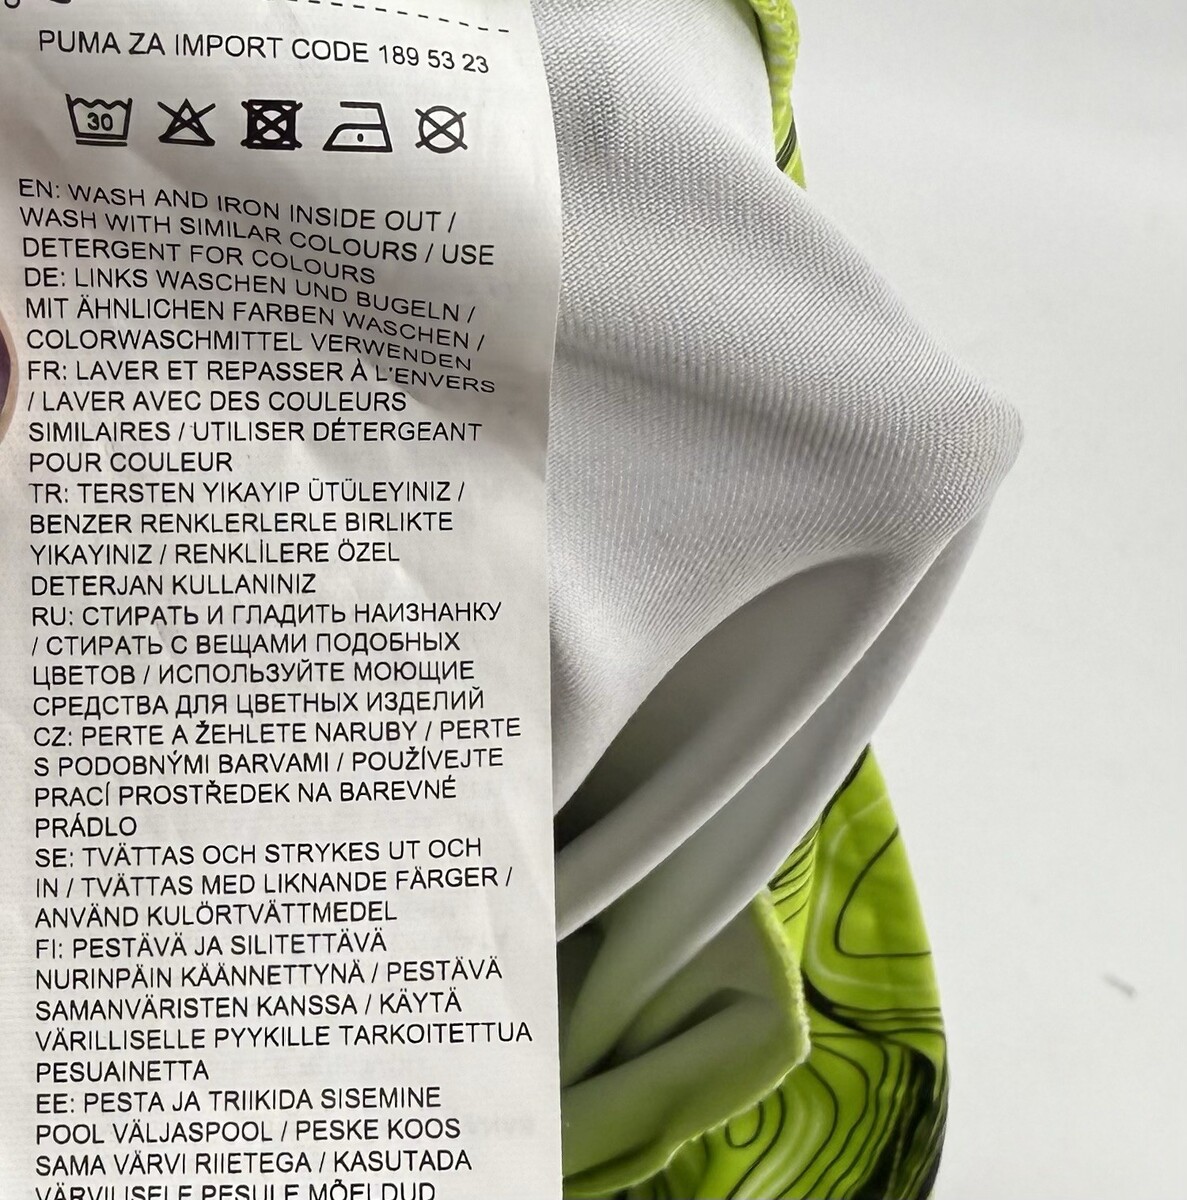 PUMA ZA IMPORT CODE 189 53 23
30
EN: WASH AND IRON INSIDE OUT /
WASH WITH SIMILAR COLOURS / USE
DETERGENT FOR COLOURS
DE: LINKS WASCHEN UND BUGELN /
MIT ÄHNLICHEN FARBEN WASCHEN /
COLORWASCHMITTEL VERWENDEN
FR: LAVER ET REPASSER À L'ENVERS
/ LAVER AVEC DES COULEURS
SIMILAIRES / UTILISER DÉTERGEANT
POUR COULEUR
TR: TERSTEN YIKAYIP ÜTÜLEYINIZ /
BENZER RENKLERLERLE BIRLIKTE
YIKAYINIZ / RENKLİLERE ÖZEL
DETERJAN KULLANINIZ
RU: СТИРАТЬ И ГЛАДИТЬ НАИЗНАНКУ
/ СТИРАТЬ С ВЕЩАМИ ПОДОБНЫХ
ЦВЕТОВ / ИСПОЛЬЗУЙТЕ МОЮЩИЕ
СРЕДСТВА ДЛЯ ЦВЕТНЫХ ИЗДЕЛИЙ
CZ: PERTE A ŽEHLETE NARUBY / PERTE
S PODOBNÝMI BARVAMI / POUŽÍVEJTE
PRACÍ PROSTŘEDEK NA BAREVNÉ
PRÁDLO
SE: TVÄTTAS OCH STRYKES UT OCH
IN / TVÄTTAS MED LIKNANDE FÄRGER /
ANVÄND KULÖRTVÄTTMEDEL
FI: PESTÄVÄ JA SILITETTÄVÄ
NURINPÄIN KÄÄNNETTYNÄ / PESTÄVÄ
SAMANVÄRISTEN KANSSA / KÄYTÄ
VÄRILLISELLE PYYKILLE TARKOITETTUA
PESUAINETTA
EE: PESTA JA TRIIKIDA SISEMINE
POOL VÄLJASPOOL / PESKE KOOS
SAMA VÄRVI RIIETEGA / KASUTADA
VÄRVILISELE PESULE MÕELDUD